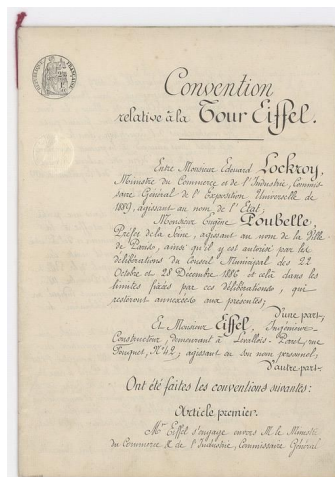 RÉPUBLIQUE FRANÇAISE
Convention
relative à la Tour Eiffel.
Entre Monsieur Edouard Lockroy,
Ministre du Commerce et de l'Industrie, Commis-
saire Général de l'Exposition Universelle de
1889, agissant au nom de l'Etat,
Monsieur Eugène Poubelle,
Préfet de la Seine, agissant au nom de la Ville
de Paris, ainsi qu'il y est autorisé par les
délibérations du Conseil Municipal des 22
Octobre et 28 Décembre 1886 et cela dans les
limites fixées par ces délibérations, qui
resteront annexées aux présentes;
D'une part,
Et Monsieur Eiffel, Ingénieur-
Constructeur, demeurant à Levallois-Perret, rue
Fouquet, N° 42; agissant en son nom personnel,
D'autre part.
Ont été faites les conventions suivantes:
Article premier.
Mr. Eiffel s'engage envers M. le Ministre
du Commerce & de l'Industrie, Commissaire Général